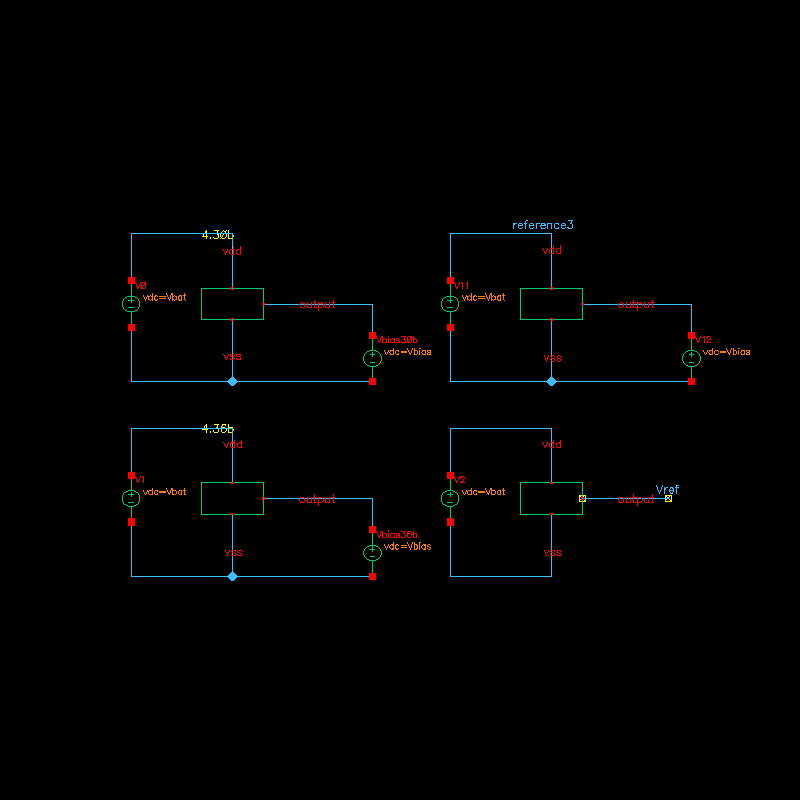 4.30b
vdd
V0
vdc=Vbat
output
Vbias30b
vdc=Vbias
vss
reference3
vdd
V11
vdc=Vbat
output
V12
vdc=Vbias
vss
4.36b
vdd
V1
vdc=Vbat
output
Vbias36b
vdc=Vbias
vss
vdd
V2
vdc=Vbat
output
Vref
vss